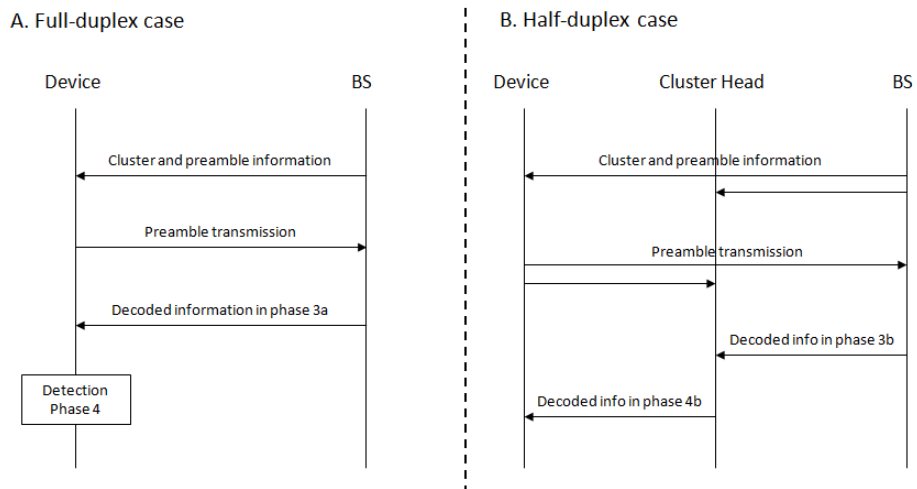 A. Full-duplex case
Device
BS
Cluster and preamble information
Preamble transmission
Decoded information in phase 3a
Detection
Phase 4
B. Half-duplex case
Device
Cluster Head
BS
Cluster and preamble information
Preamble transmission
Decoded info in phase 3b
Decoded info in phase 4b